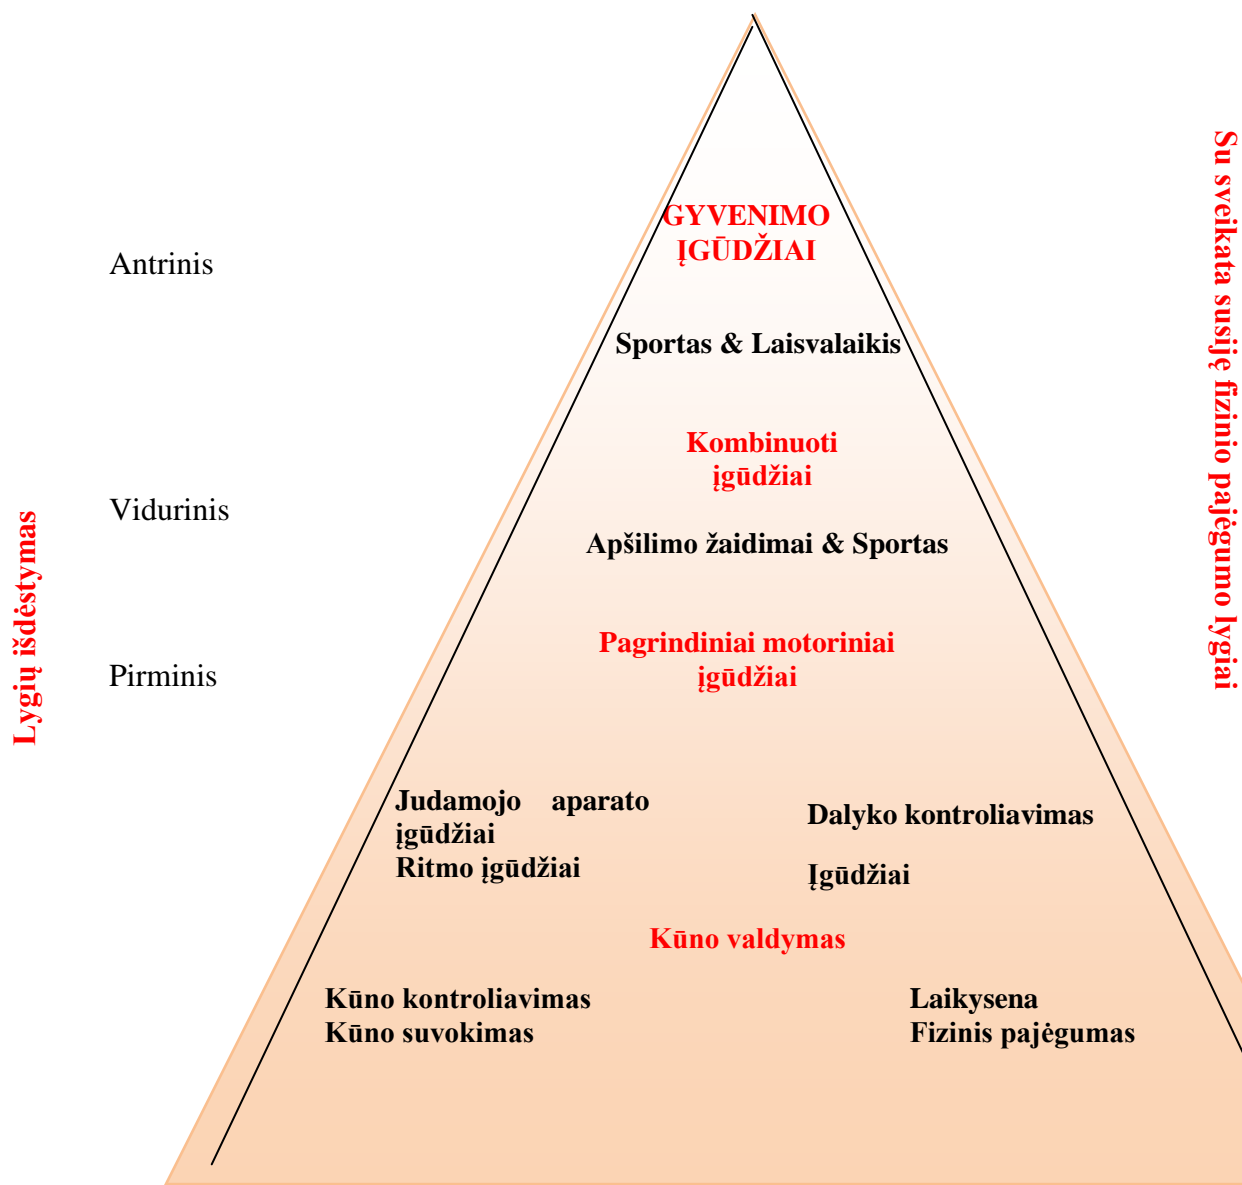 GYVENIMO
ĮGŪDŽIAI
Antrinis
Sportas & Laisvalaikis
Kombinuoti
įgūdžiai
Vidurinis
Apšilimo žaidimai & Sportas
Pagrindiniai motoriniai
įgūdžiai
Pirminis
Lygių išdėstymas
Su sveikata susiję fizinio pajėgumo lygiai
Judamojo aparato
įgūdžiai
Ritmo įgūdžiai
Dalyko kontroliavimas
Įgūdžiai
Kūno valdymas
Kūno kontroliavimas
Kūno suvokimas
Laikysena
Fizinis pajėgumas